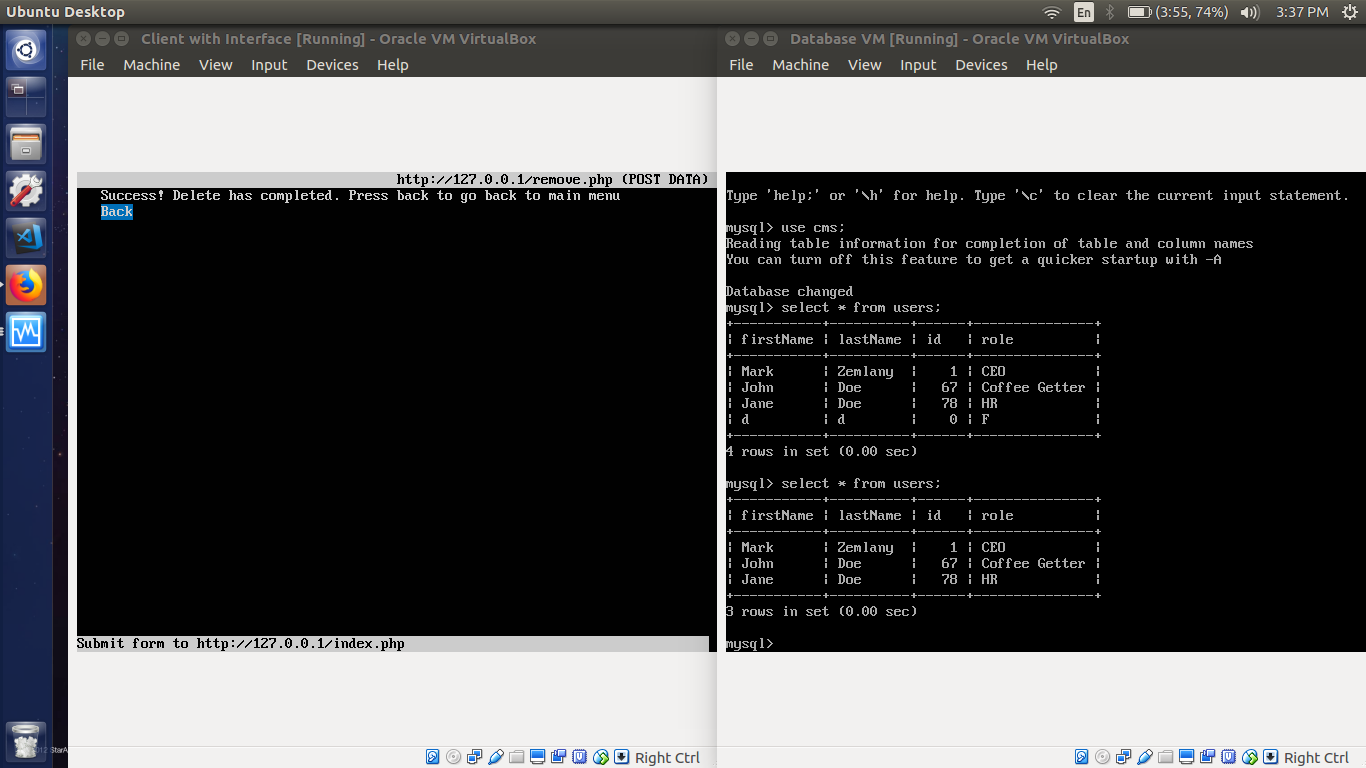 Ubuntu Desktop
En
(3:55, 74%)
3:37 PM
Client with Interface [Running] - Oracle VM VirtualBox
File Machine View Input Devices Help
http://127.0.0.1/remove.php (POST DATA)
Success! Delete has completed. Press back to go back to main menu
Back
Submit form to http://127.0.0.1/index.php
Right Ctrl
Database VM [Running] - Oracle VM VirtualBox
File Machine View Input Devices Help
Type 'help;' or '\h' for help. Type '\c' to clear the current input statement.
mysql> use cms;
Reading table information for completion of table and column names
You can turn off this feature to get a quicker startup with -A
Database changed
mysql> select * from users;
+-----------+----------+------+---------------+
| firstName | lastName | id   | role          |
+-----------+----------+------+---------------+
| Mark      | Zemlany  |    1 | CEO           |
| John      | Doe      |   67 | Coffee Getter |
| Jane      | Doe      |   78 | HR            |
| d         | d        |    0 | F             |
+-----------+----------+------+---------------+
4 rows in set (0.00 sec)
mysql> select * from users;
+-----------+----------+------+---------------+
| firstName | lastName | id   | role          |
+-----------+----------+------+---------------+
| Mark      | Zemlany  |    1 | CEO           |
| John      | Doe      |   67 | Coffee Getter |
| Jane      | Doe      |   78 | HR            |
+-----------+----------+------+---------------+
3 rows in set (0.00 sec)
mysql>
Right Ctrl